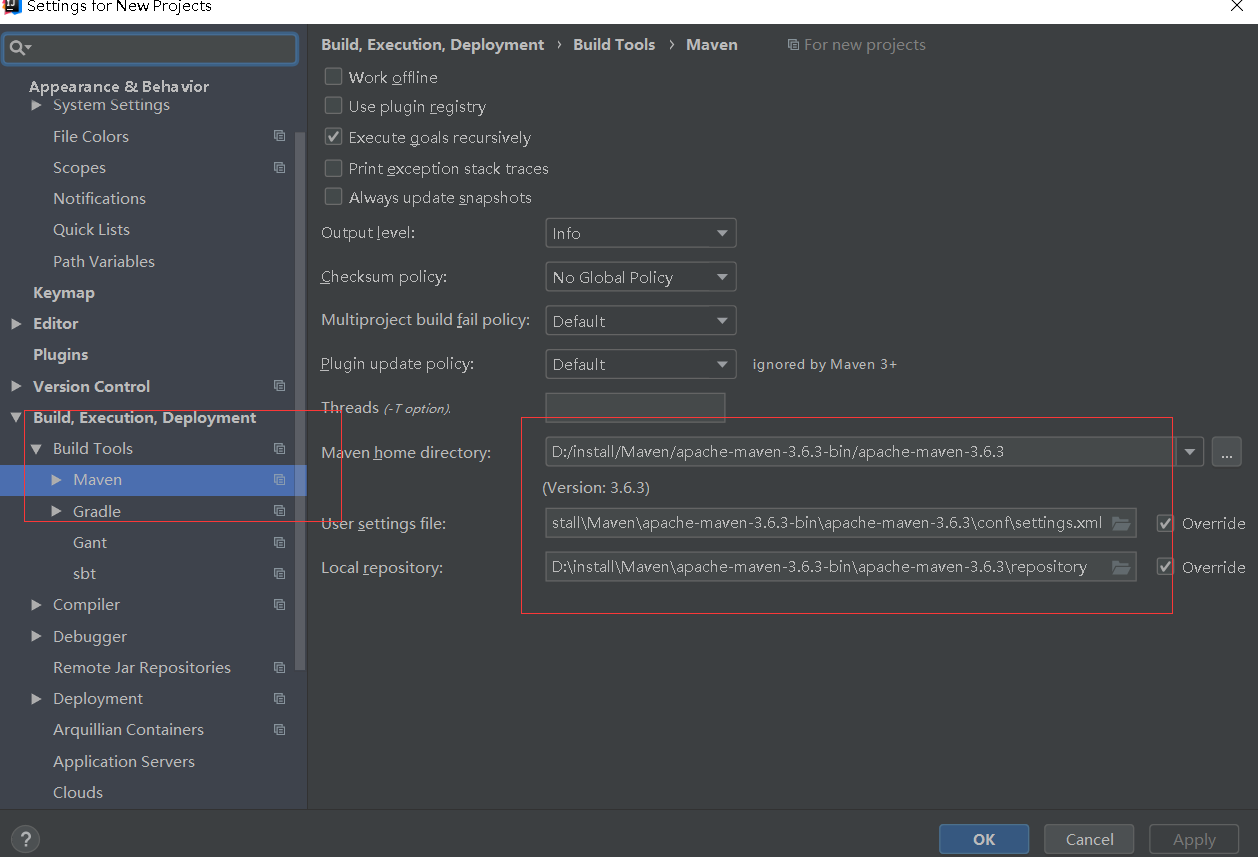 Settings for New Projects
Appearance & Behavior
System Settings
File Colors
Scopes
Notifications
Quick Lists
Path Variables
Keymap
Editor
Plugins
Version Control
Build, Execution, Deployment
Build Tools
Maven
Gradle
Gant
sbt
Compiler
Debugger
Remote Jar Repositories
Deployment
Arquillian Containers
Application Servers
Clouds
Build, Execution, Deployment › Build Tools › Maven For new projects
Work offline
Use plugin registry
Execute goals recursively
Print exception stack traces
Always update snapshots
Output level: Info
Checksum policy: No Global Policy
Multiproject build fail policy: Default
Plugin update policy: Default ignored by Maven 3+
Threads (-T option).
Maven home directory: D:/install/Maven/apache-maven-3.6.3-bin/apache-maven-3.6.3 ...
(Version: 3.6.3)
User settings file: stall\Maven\apache-maven-3.6.3-bin\apache-maven-3.6.3\conf\settings.xml Override
Local repository: D:\install\Maven\apache-maven-3.6.3-bin\apache-maven-3.6.3\repository Override
? OK Cancel Apply